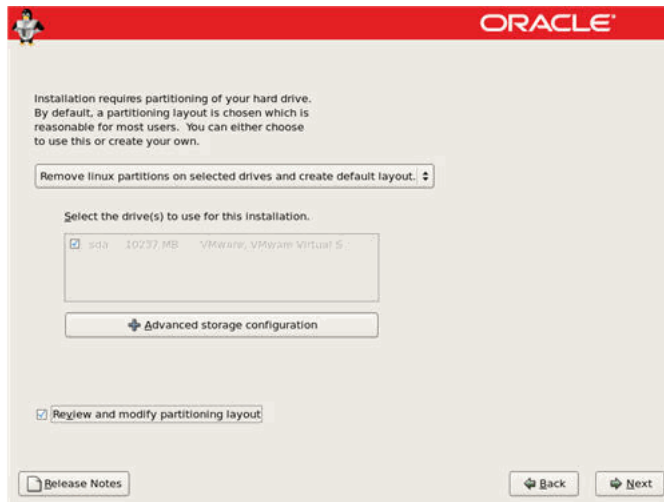 ORACLE
Installation requires partitioning of your hard drive.
By default, a partitioning layout is chosen which is
reasonable for most users. You can either choose
to use this or create your own.
Remove linux partitions on selected drives and create default layout.
Select the drive(s) to use for this installation.
sda 10237 MB VMware, VMware Virtual S
Advanced storage configuration
Review and modify partitioning layout
Release Notes
Back
Next